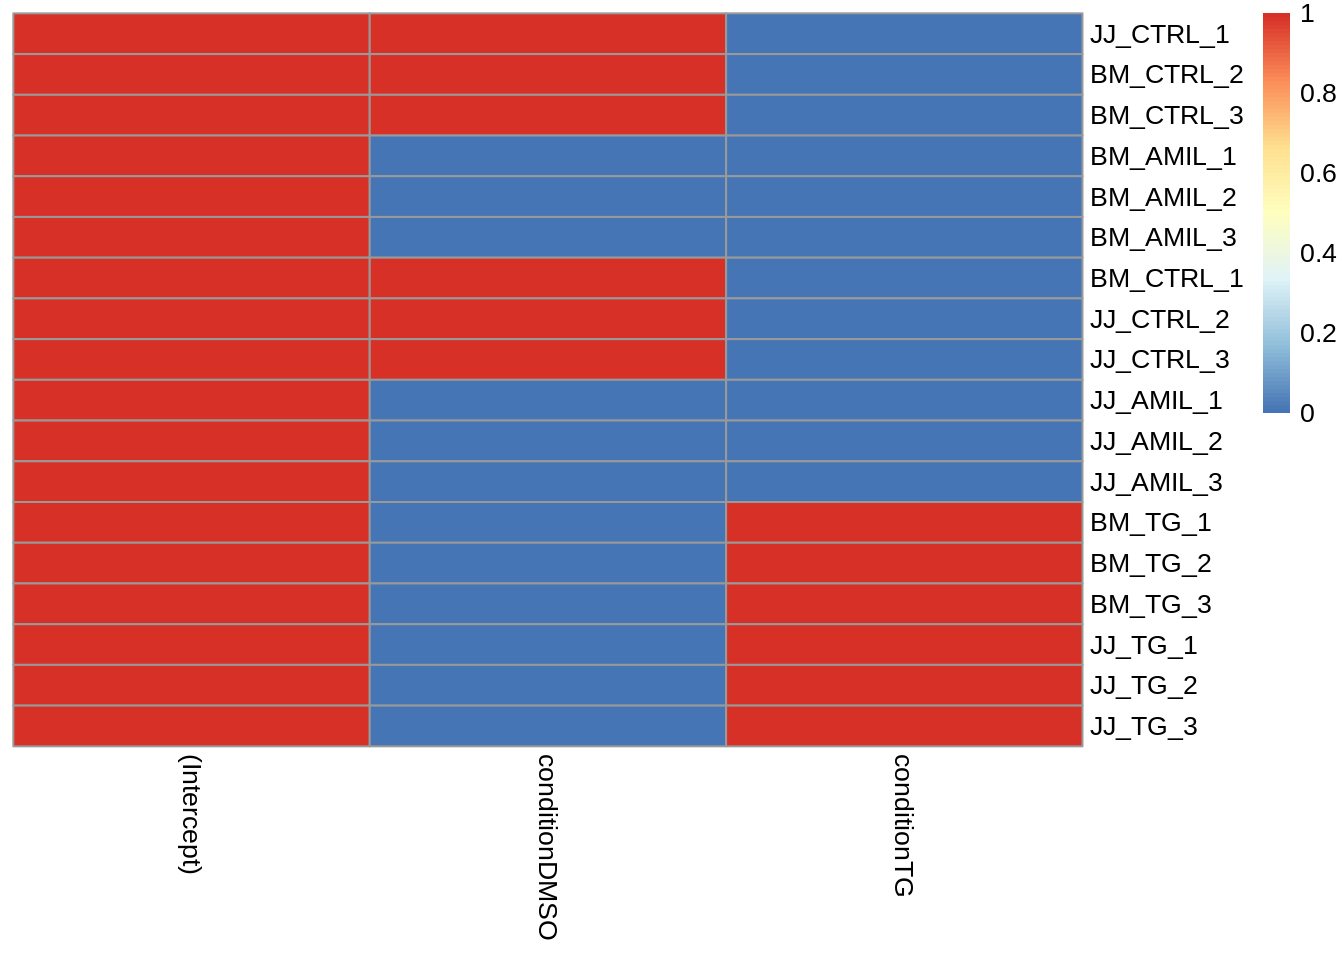 JJ_CTRL_1
BM_CTRL_2
BM_CTRL_3
BM_AMIL_1
BM_AMIL_2
BM_AMIL_3
BM_CTRL_1
JJ_CTRL_2
JJ_CTRL_3
JJ_AMIL_1
JJ_AMIL_2
JJ_AMIL_3
BM_TG_1
BM_TG_2
BM_TG_3
JJ_TG_1
JJ_TG_2
JJ_TG_3
(Intercept)
conditionDMSO
conditionTG
1
0.8
0.6
0.4
0.2
0